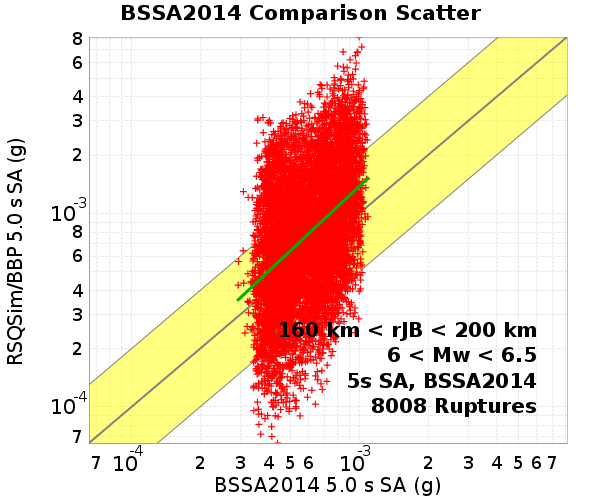 BSSA2014 Comparison Scatter
RSQSim/BBP 5.0 s SA (g)
8
6
4
3
2
10-3
8
6
4
3
2
10-4
7
160 km < rJB < 200 km
6 < Mw < 6.5
5s SA, BSSA2014
8008 Ruptures
7 10-4 2 3 4 5 6 10-3 2 3 4 5 6 7
BSSA2014 5.0 s SA (g)